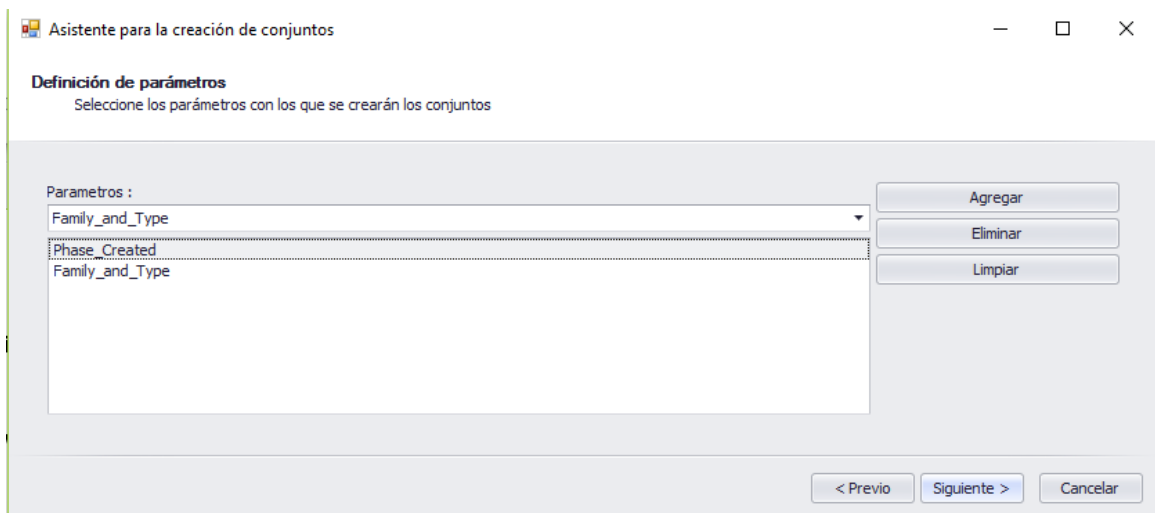 Asistente para la creación de conjuntos
Definición de parámetros
Seleccione los parámetros con los que se crearán los conjuntos
Parametros :
Family_and_Type
Phase_Created
Family_and_Type
Agregar
Eliminar
Limpiar
< Previo
Siguiente >
Cancelar